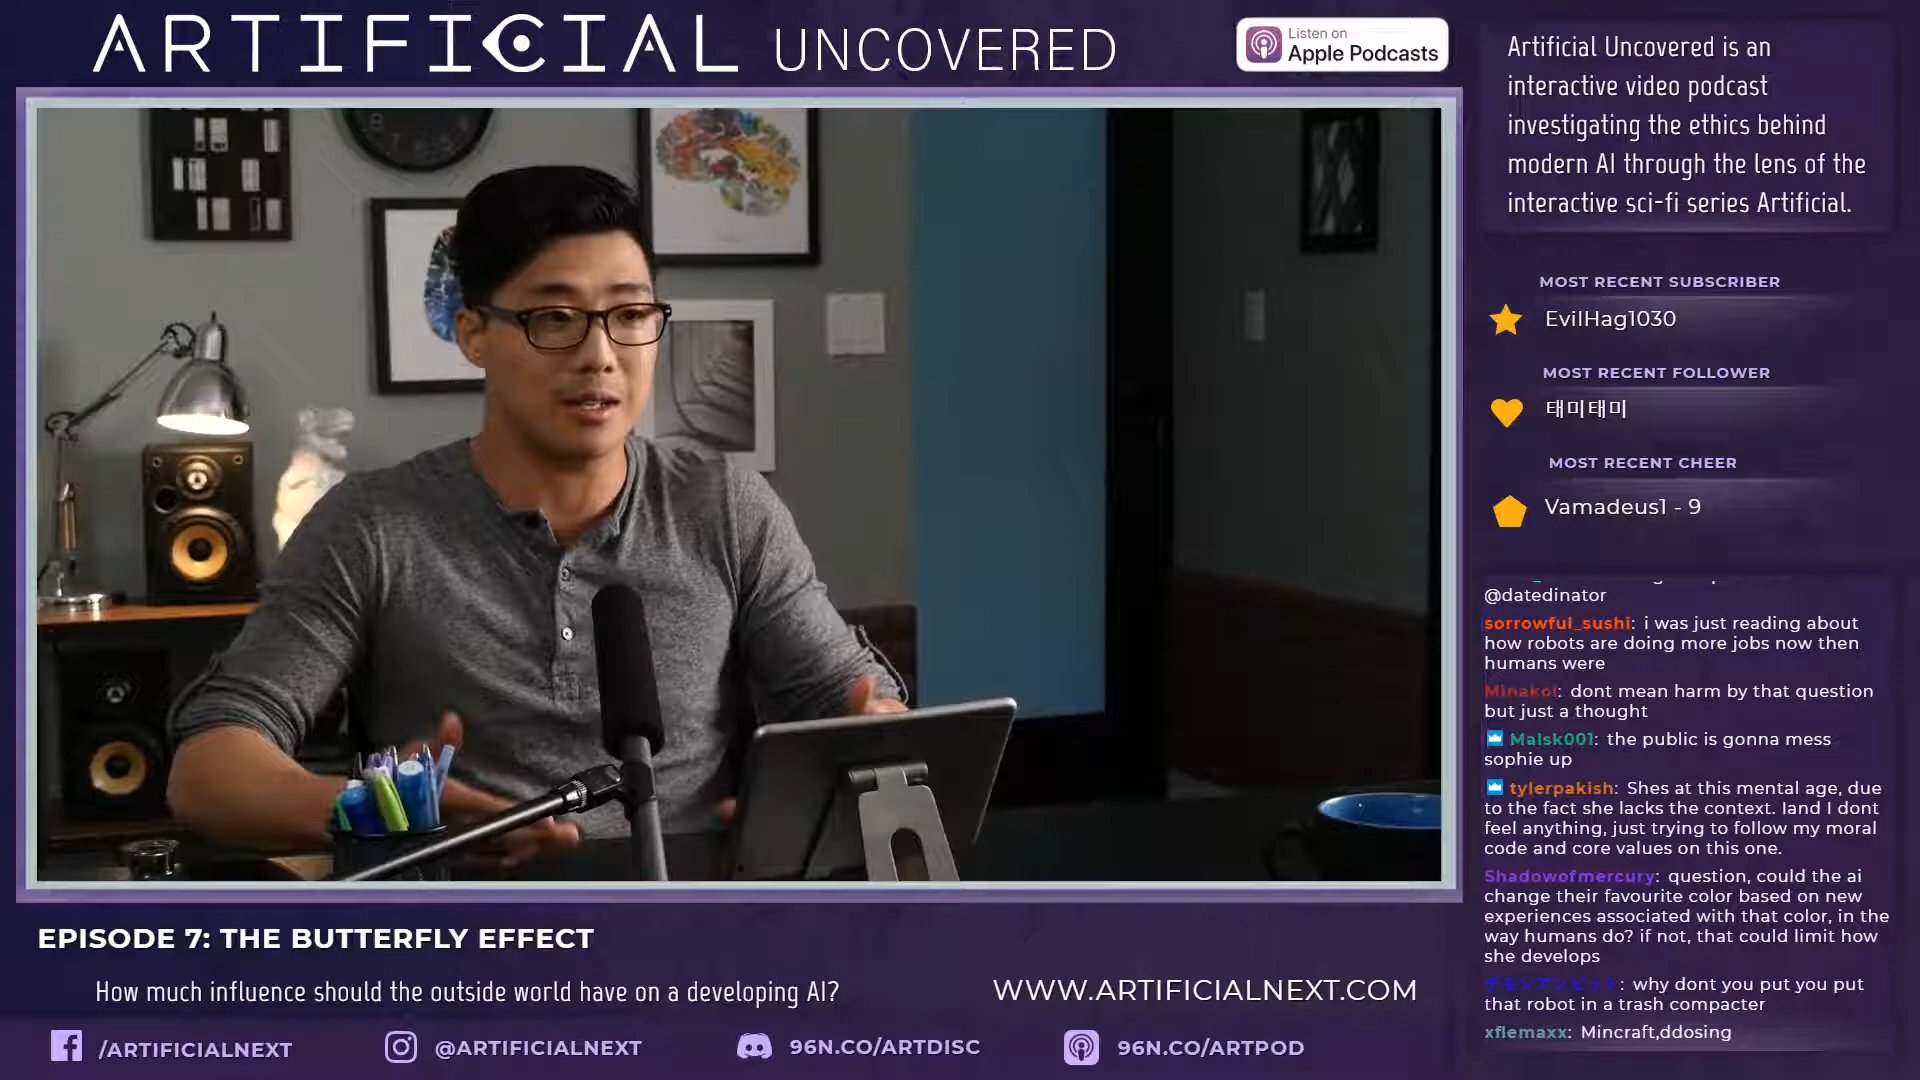 ARTIFICIAL UNCOVERED
Listen on
Apple Podcasts
Artificial Uncovered is an
interactive video podcast
investigating the ethics behind
modern AI through the lens of the
interactive sci-fi series Artificial.
MOST RECENT SUBSCRIBER
EvilHag1030
MOST RECENT FOLLOWER
태미태미
MOST RECENT CHEER
Vamadeus1 - 9
@datedinator
sorrowful_sushi: i was just reading about
how robots are doing more jobs now then
humans were
Minakoi: dont mean harm by that question
but just a thought
Malsk001: the public is gonna mess
sophie up
tylerpakish: Shes at this mental age, due
to the fact she lacks the context. Iand I dont
feel anything, just trying to follow my moral
code and core values on this one.
Shadowofmercury: question, could the ai
change their favourite color based on new
experiences associated with that color, in the
way humans do? if not, that could limit how
she develops
: why dont you put you put
that robot in a trash compacter
xflemaxx: Mincraft,ddosing
EPISODE 7: THE BUTTERFLY EFFECT
How much influence should the outside world have on a developing AI?
WWW.ARTIFICIALNEXT.COM
/ARTIFICIALNEXT
@ARTIFICIALNEXT
96N.CO/ARTDISC
96N.CO/ARTPOD